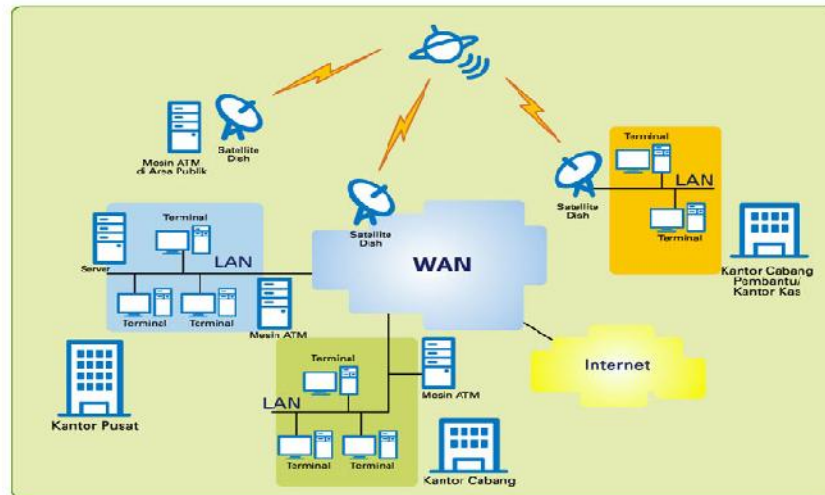 Satellite
Dish
Mesin ATM
di Area Publik
Satellite
Dish
Terminal
LAN
Satellite
Dish
Terminal
Kantor Cabang
Pembantu/
Kantor Kas
Terminal
LAN
Server
Terminal
Terminal
Mesin ATM
Kantor Pusat
WAN
Internet
Terminal
LAN
Mesin ATM
Terminal
Terminal
Kantor Cabang